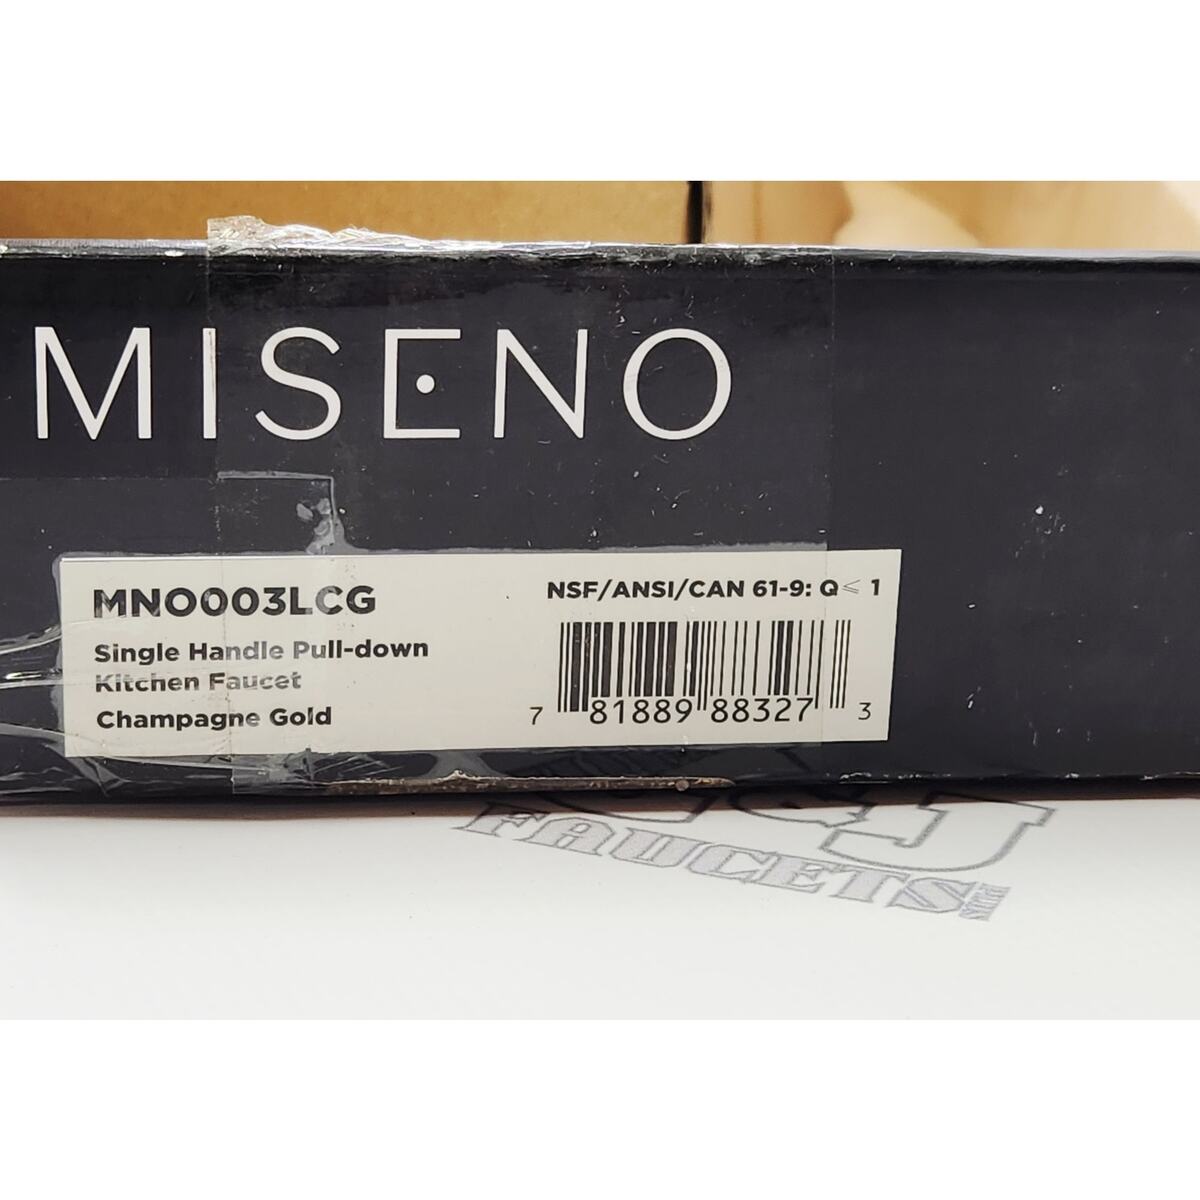 MISENO
MNO003LCG
Single Handle Pull-down
Kitchen Faucet
Champagne Gold
NSF/ANSI/CAN 61-9: Q ≤ 1
7 81889 88327 3
FAUCETS